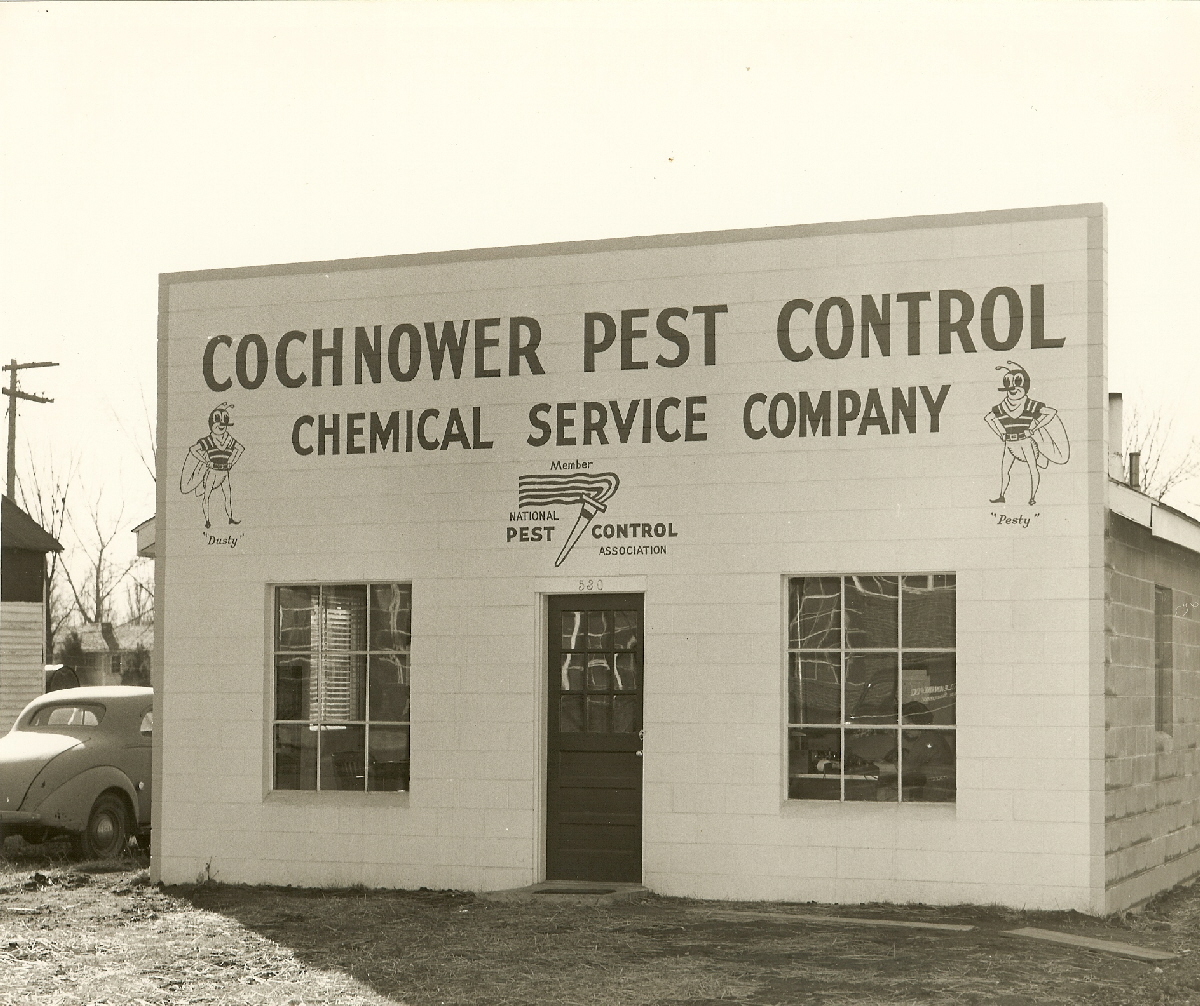 COCHNOWER PEST CONTROL
CHEMICAL SERVICE COMPANY
Member
NATIONAL
PEST CONTROL
ASSOCIATION
"Dusty"
"Pesty"
520